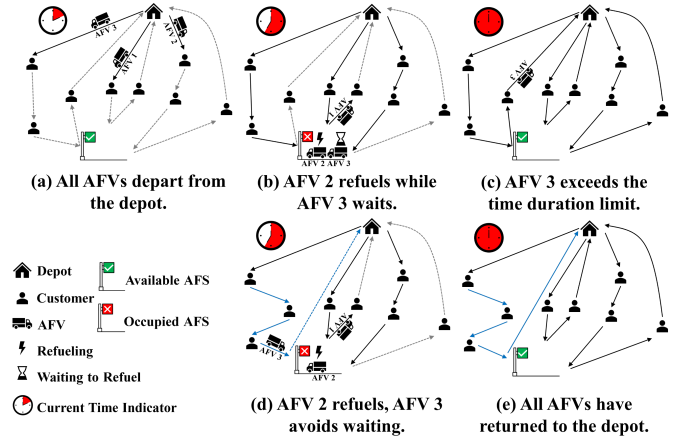 AFV 3
AFV 1
AFV 2
(a) All AFVs depart from
the depot.
AFV 1
AFV 2 AFV 3
(b) AFV 2 refuels while
AFV 3 waits.
AFV 3
(c) AFV 3 exceeds the
time duration limit.
Depot
Customer
AFV
Refueling
Waiting to Refuel
Current Time Indicator
Available AFS
Occupied AFS
AFV 1
AFV 3
AFV 2
(d) AFV 2 refuels, AFV 3
avoids waiting.
(e) All AFVs have
returned to the depot.